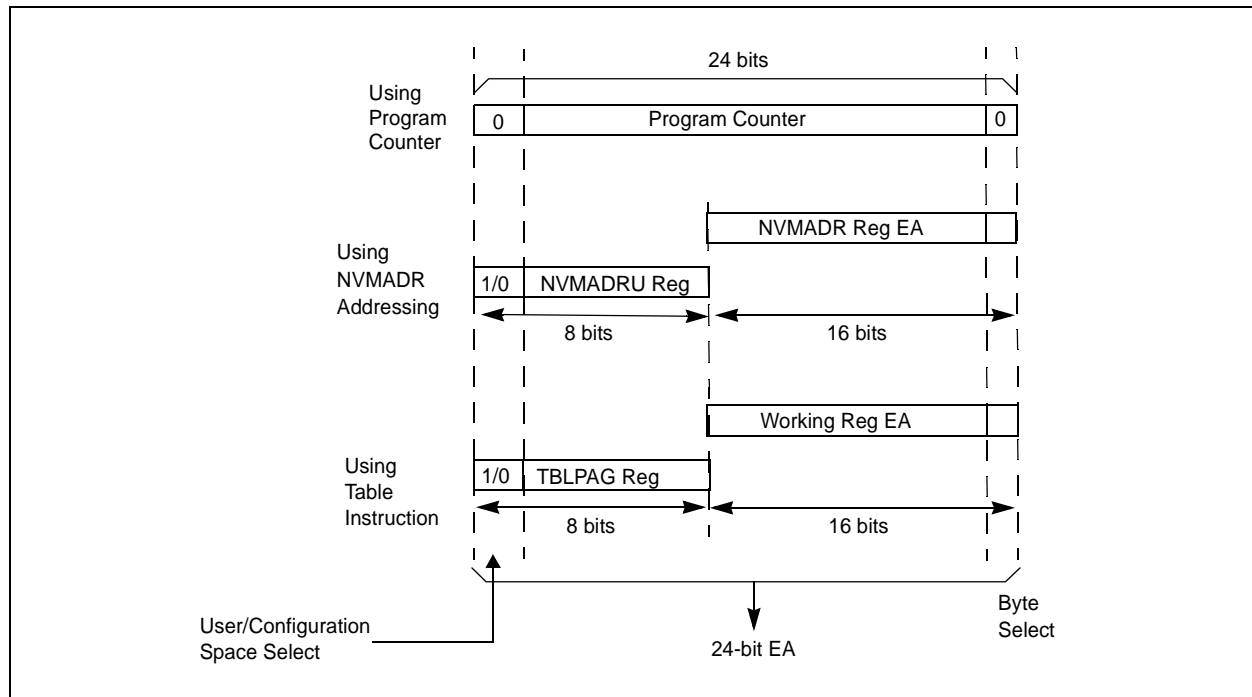 24 bits
Using
Program
Counter
0
Program Counter
0
NVMADR Reg EA
Using
NVMADR
Addressing
1/0
NVMADRU Reg
8 bits
16 bits
Working Reg EA
Using
Table
Instruction
1/0
TBLPAG Reg
8 bits
16 bits
User/Configuration
Space Select
24-bit EA
Byte
Select